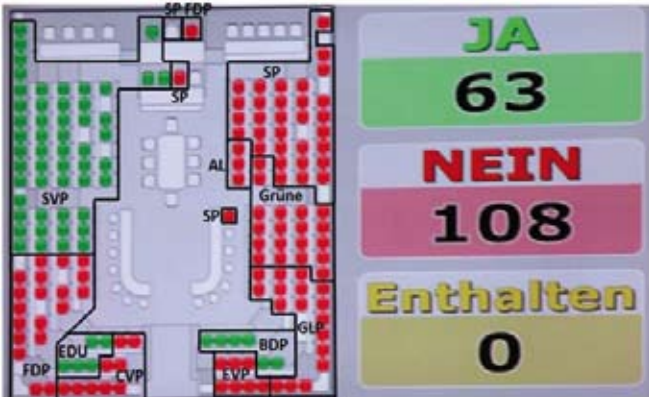 SP FDP
JA
63
SP
SP
AL
NEIN
Grüne
SVP
108
SP
Enthalten
GLP
BDP
EDU
0
FDP
CVP
EVP